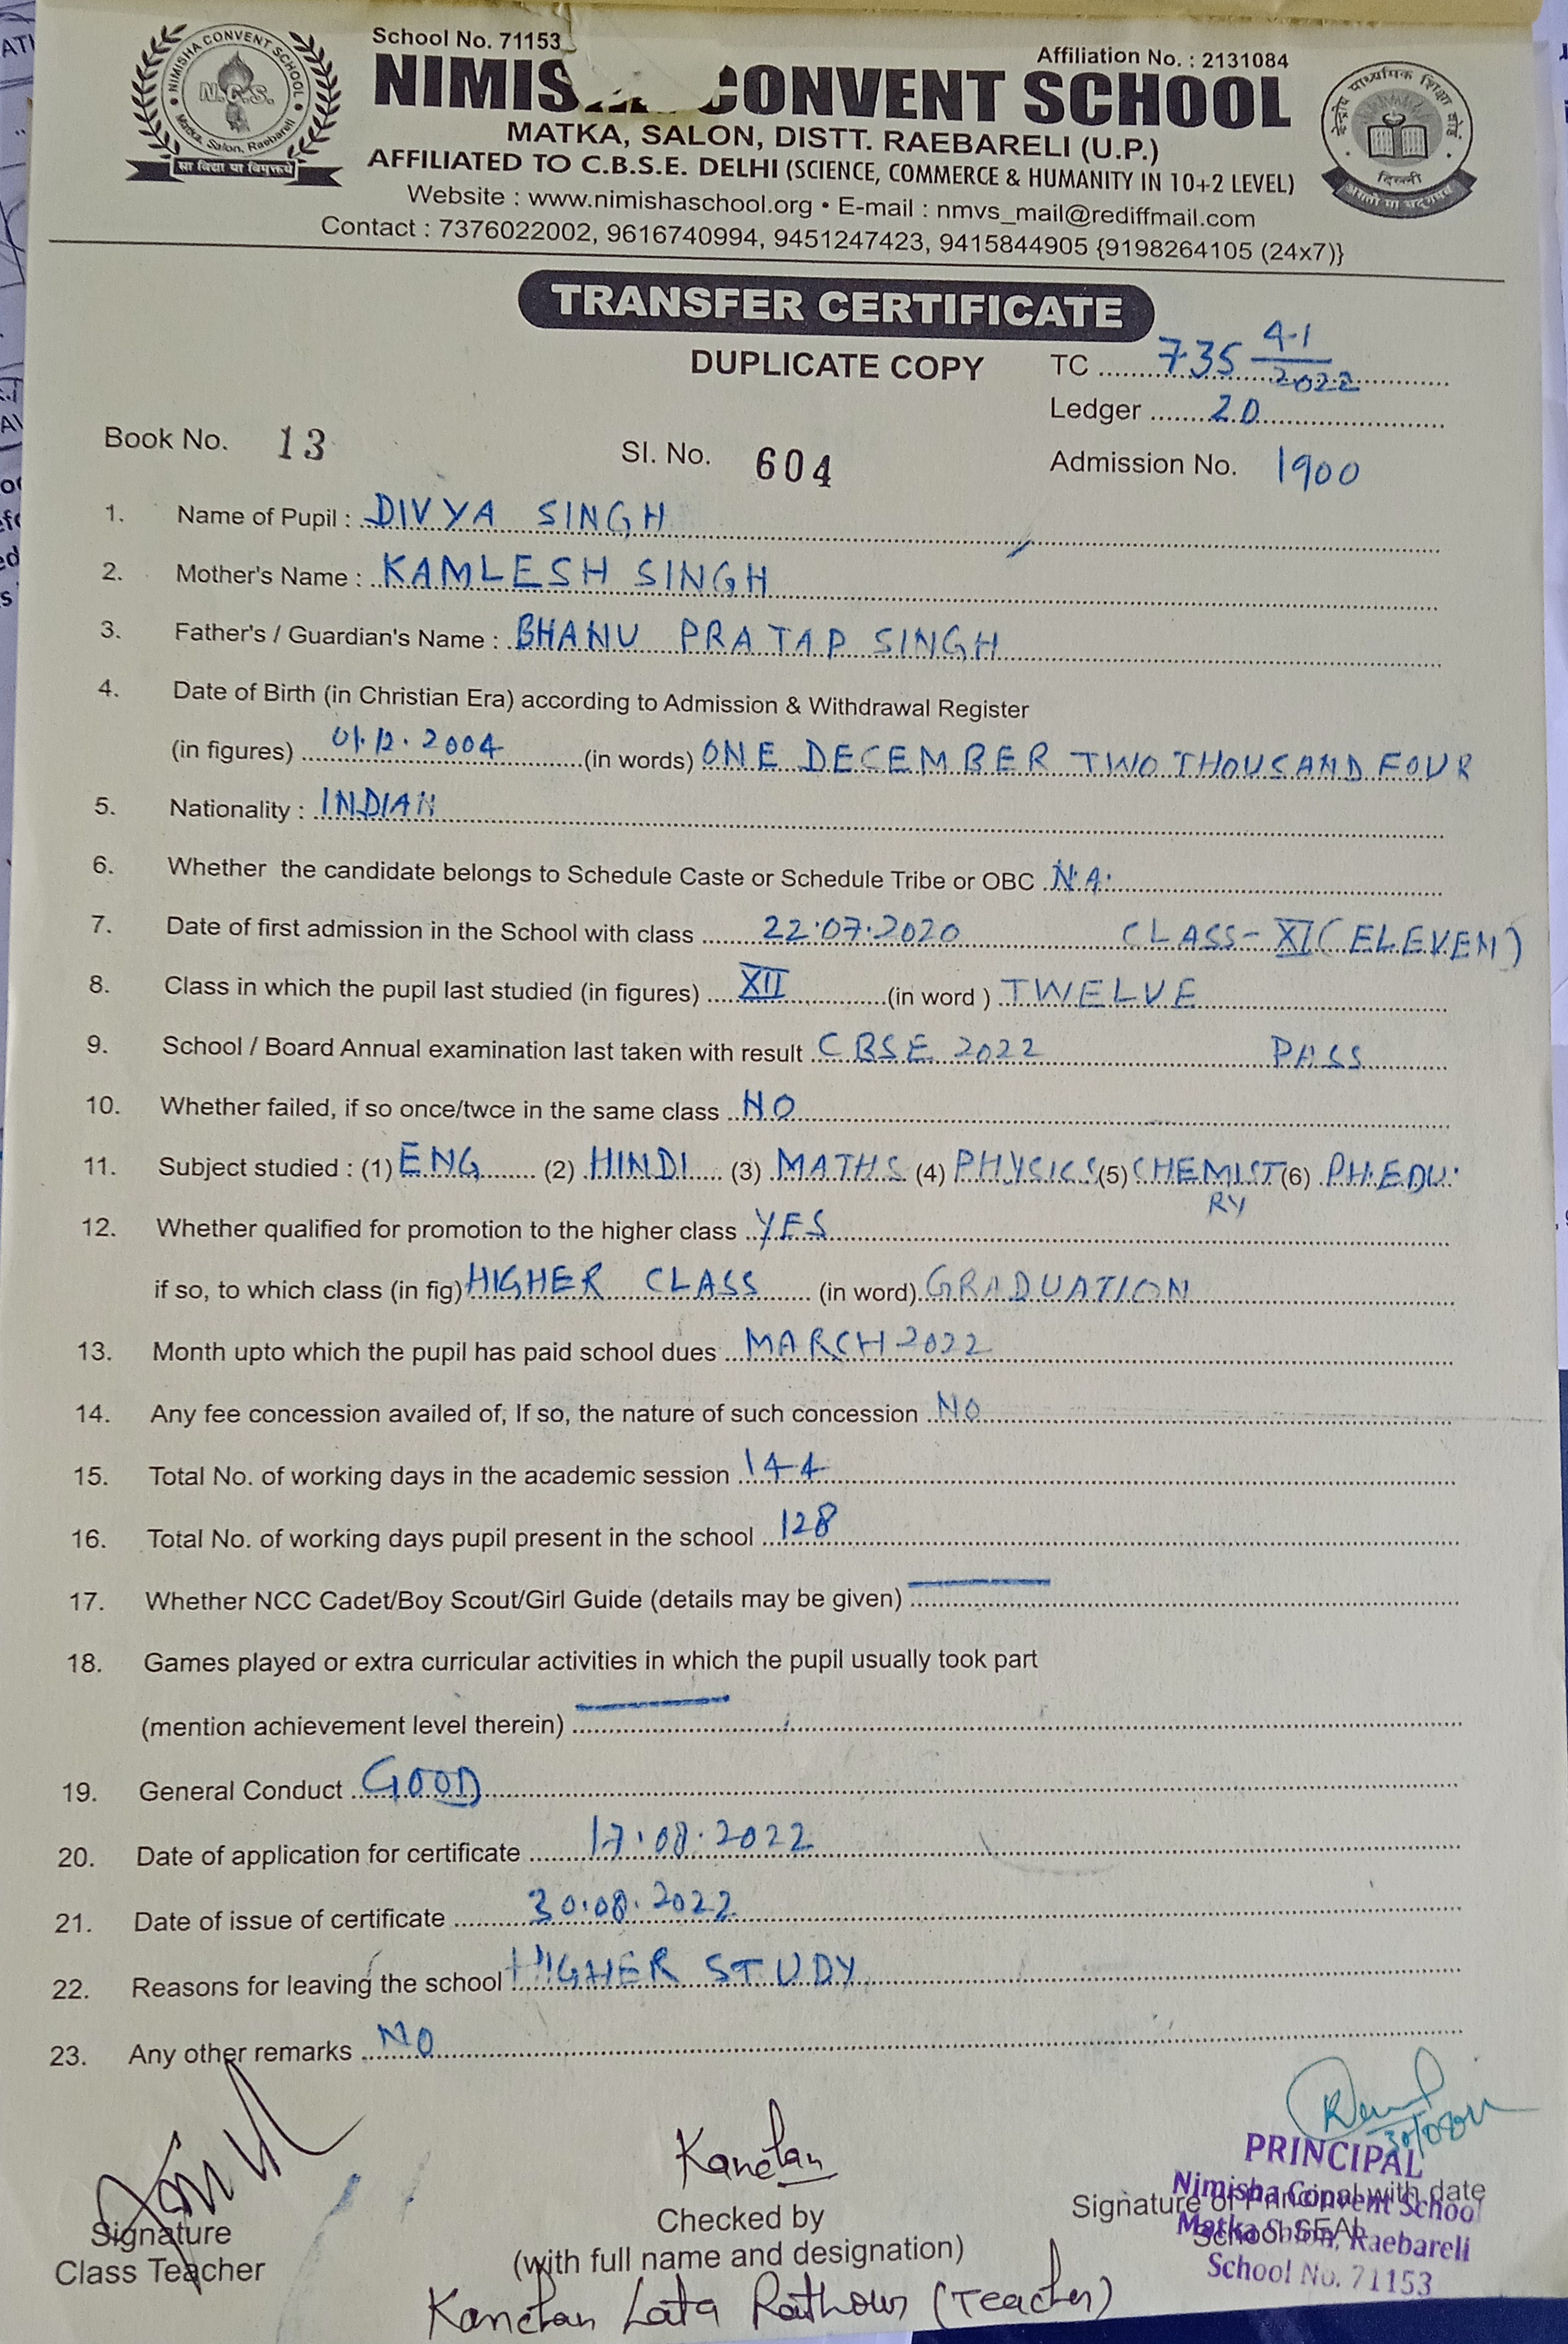 NIMISHA CONVENT SCHOOL
N.C.S.
Matka, Salon, Raebareli
सा विद्या या विमुक्तये
School No. 71153
Affiliation No. : 2131084
NIMIS CONVENT SCHOOL
MATKA, SALON, DISTT. RAEBARELI (U.P.)
AFFILIATED TO C.B.S.E. DELHI (SCIENCE, COMMERCE & HUMANITY IN 10+2 LEVEL)
Website : www.nimishaschool.org • E-mail : nmvs_mail@rediffmail.com
Contact : 7376022002, 9616740994, 9451247423, 9415844905 {9198264105 (24x7)}
केन्द्रीय माध्यमिक शिक्षा बोर्ड
दिल्ली
असतो मा सद्गमय
TRANSFER CERTIFICATE
DUPLICATE COPY TC 735 41/2022
Ledger 20
Book No. 13 Sl. No. 604 Admission No. 1900
1. Name of Pupil : DIVYA SINGH
2. Mother's Name : KAMLESH SINGH
3. Father's / Guardian's Name : BHANU PRATAP SINGH
4. Date of Birth (in Christian Era) according to Admission & Withdrawal Register
(in figures) 01.12.2004 (in words) ONE DECEMBER TWO THOUSAND FOUR
5. Nationality : INDIAN
6. Whether the candidate belongs to Schedule Caste or Schedule Tribe or OBC N.A.
7. Date of first admission in the School with class 22.07.2020 CLASS-XI (ELEVEN)
8. Class in which the pupil last studied (in figures) XII (in word ) TWELVE
9. School / Board Annual examination last taken with result CBSE 2022 PASS
10. Whether failed, if so once/twce in the same class NO
11. Subject studied : (1) ENG (2) HINDI (3) MATHS (4) PHYSICS (5) CHEMISTRY (6) PH.EDU.
12. Whether qualified for promotion to the higher class YES
if so, to which class (in fig) HIGHER CLASS (in word) GRADUATION
13. Month upto which the pupil has paid school dues MARCH 2022
14. Any fee concession availed of, If so, the nature of such concession NO
15. Total No. of working days in the academic session 144
16. Total No. of working days pupil present in the school 128
17. Whether NCC Cadet/Boy Scout/Girl Guide (details may be given)
18. Games played or extra curricular activities in which the pupil usually took part
(mention achievement level therein)
19. General Conduct GOOD
20. Date of application for certificate 17.08.2022
21. Date of issue of certificate 30.08.2022
22. Reasons for leaving the school HIGHER STUDY
23. Any other remarks NO
Kanchan
Signature
Class Teacher
Checked by
(with full name and designation)
Kanchan Lata Rathour (Teacher)
Signature of Principal with date
School SEAL
PRINCIPAL
Nimisha Convent School
Matka Salon, Raebareli
School No. 71153